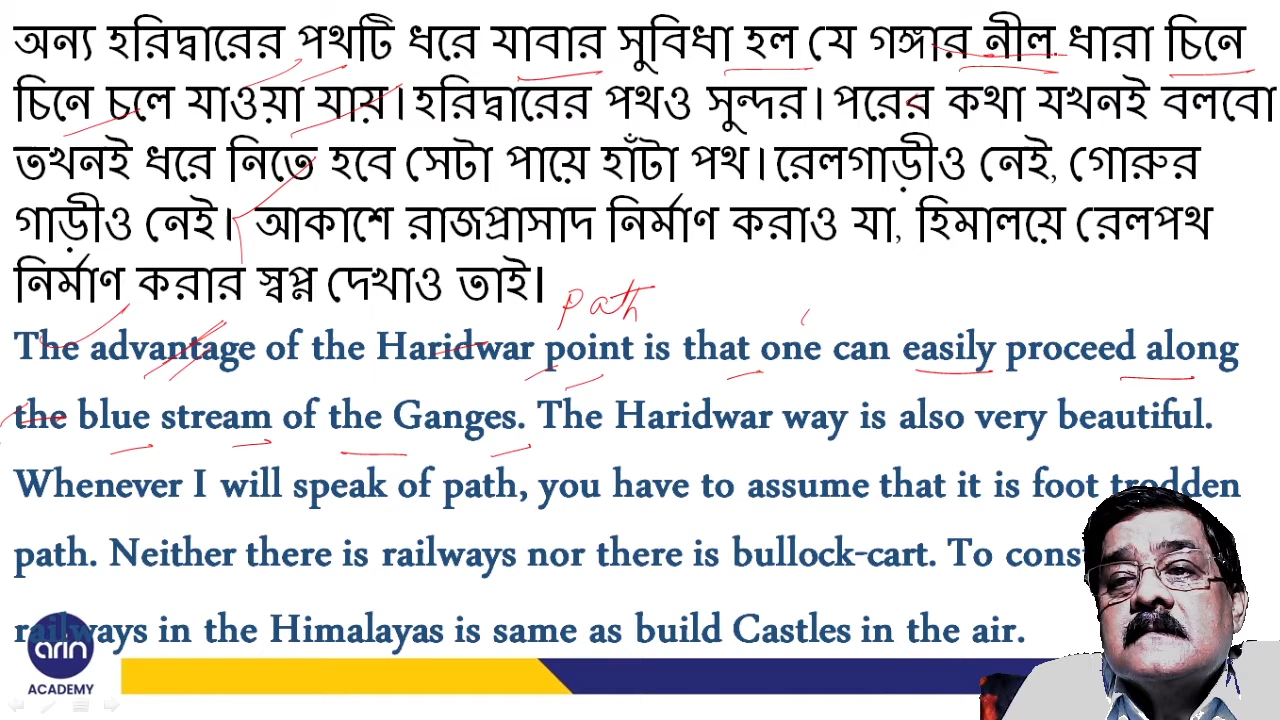 অন্য হরিদ্বারের পথটি ধরে যাবার সুবিধা হল যে গঙ্গার নীল ধারা চিনে
চিনে চলে যাওয়া যায়। হরিদ্বারের পথও সুন্দর। পরের কথা যখনই বলবো
তখনই ধরে নিতে হবে সেটা পায়ে হাঁটা পথ। রেলগাড়ীও নেই, গোরুর
গাড়ীও নেই। আকাশে রাজপ্রাসাদ নির্মাণ করাও যা, হিমালয়ে রেলপথ
নির্মাণ করার স্বপ্ন দেখাও তাই।
path
The advantage of the Haridwar point is that one can easily proceed along
the blue stream of the Ganges. The Haridwar way is also very beautiful.
Whenever I will speak of path, you have to assume that it is foot trodden
path. Neither there is railways nor there is bullock-cart. To
railways in the Himalayas is same as build Castles in the air.
arin
ACADEMY